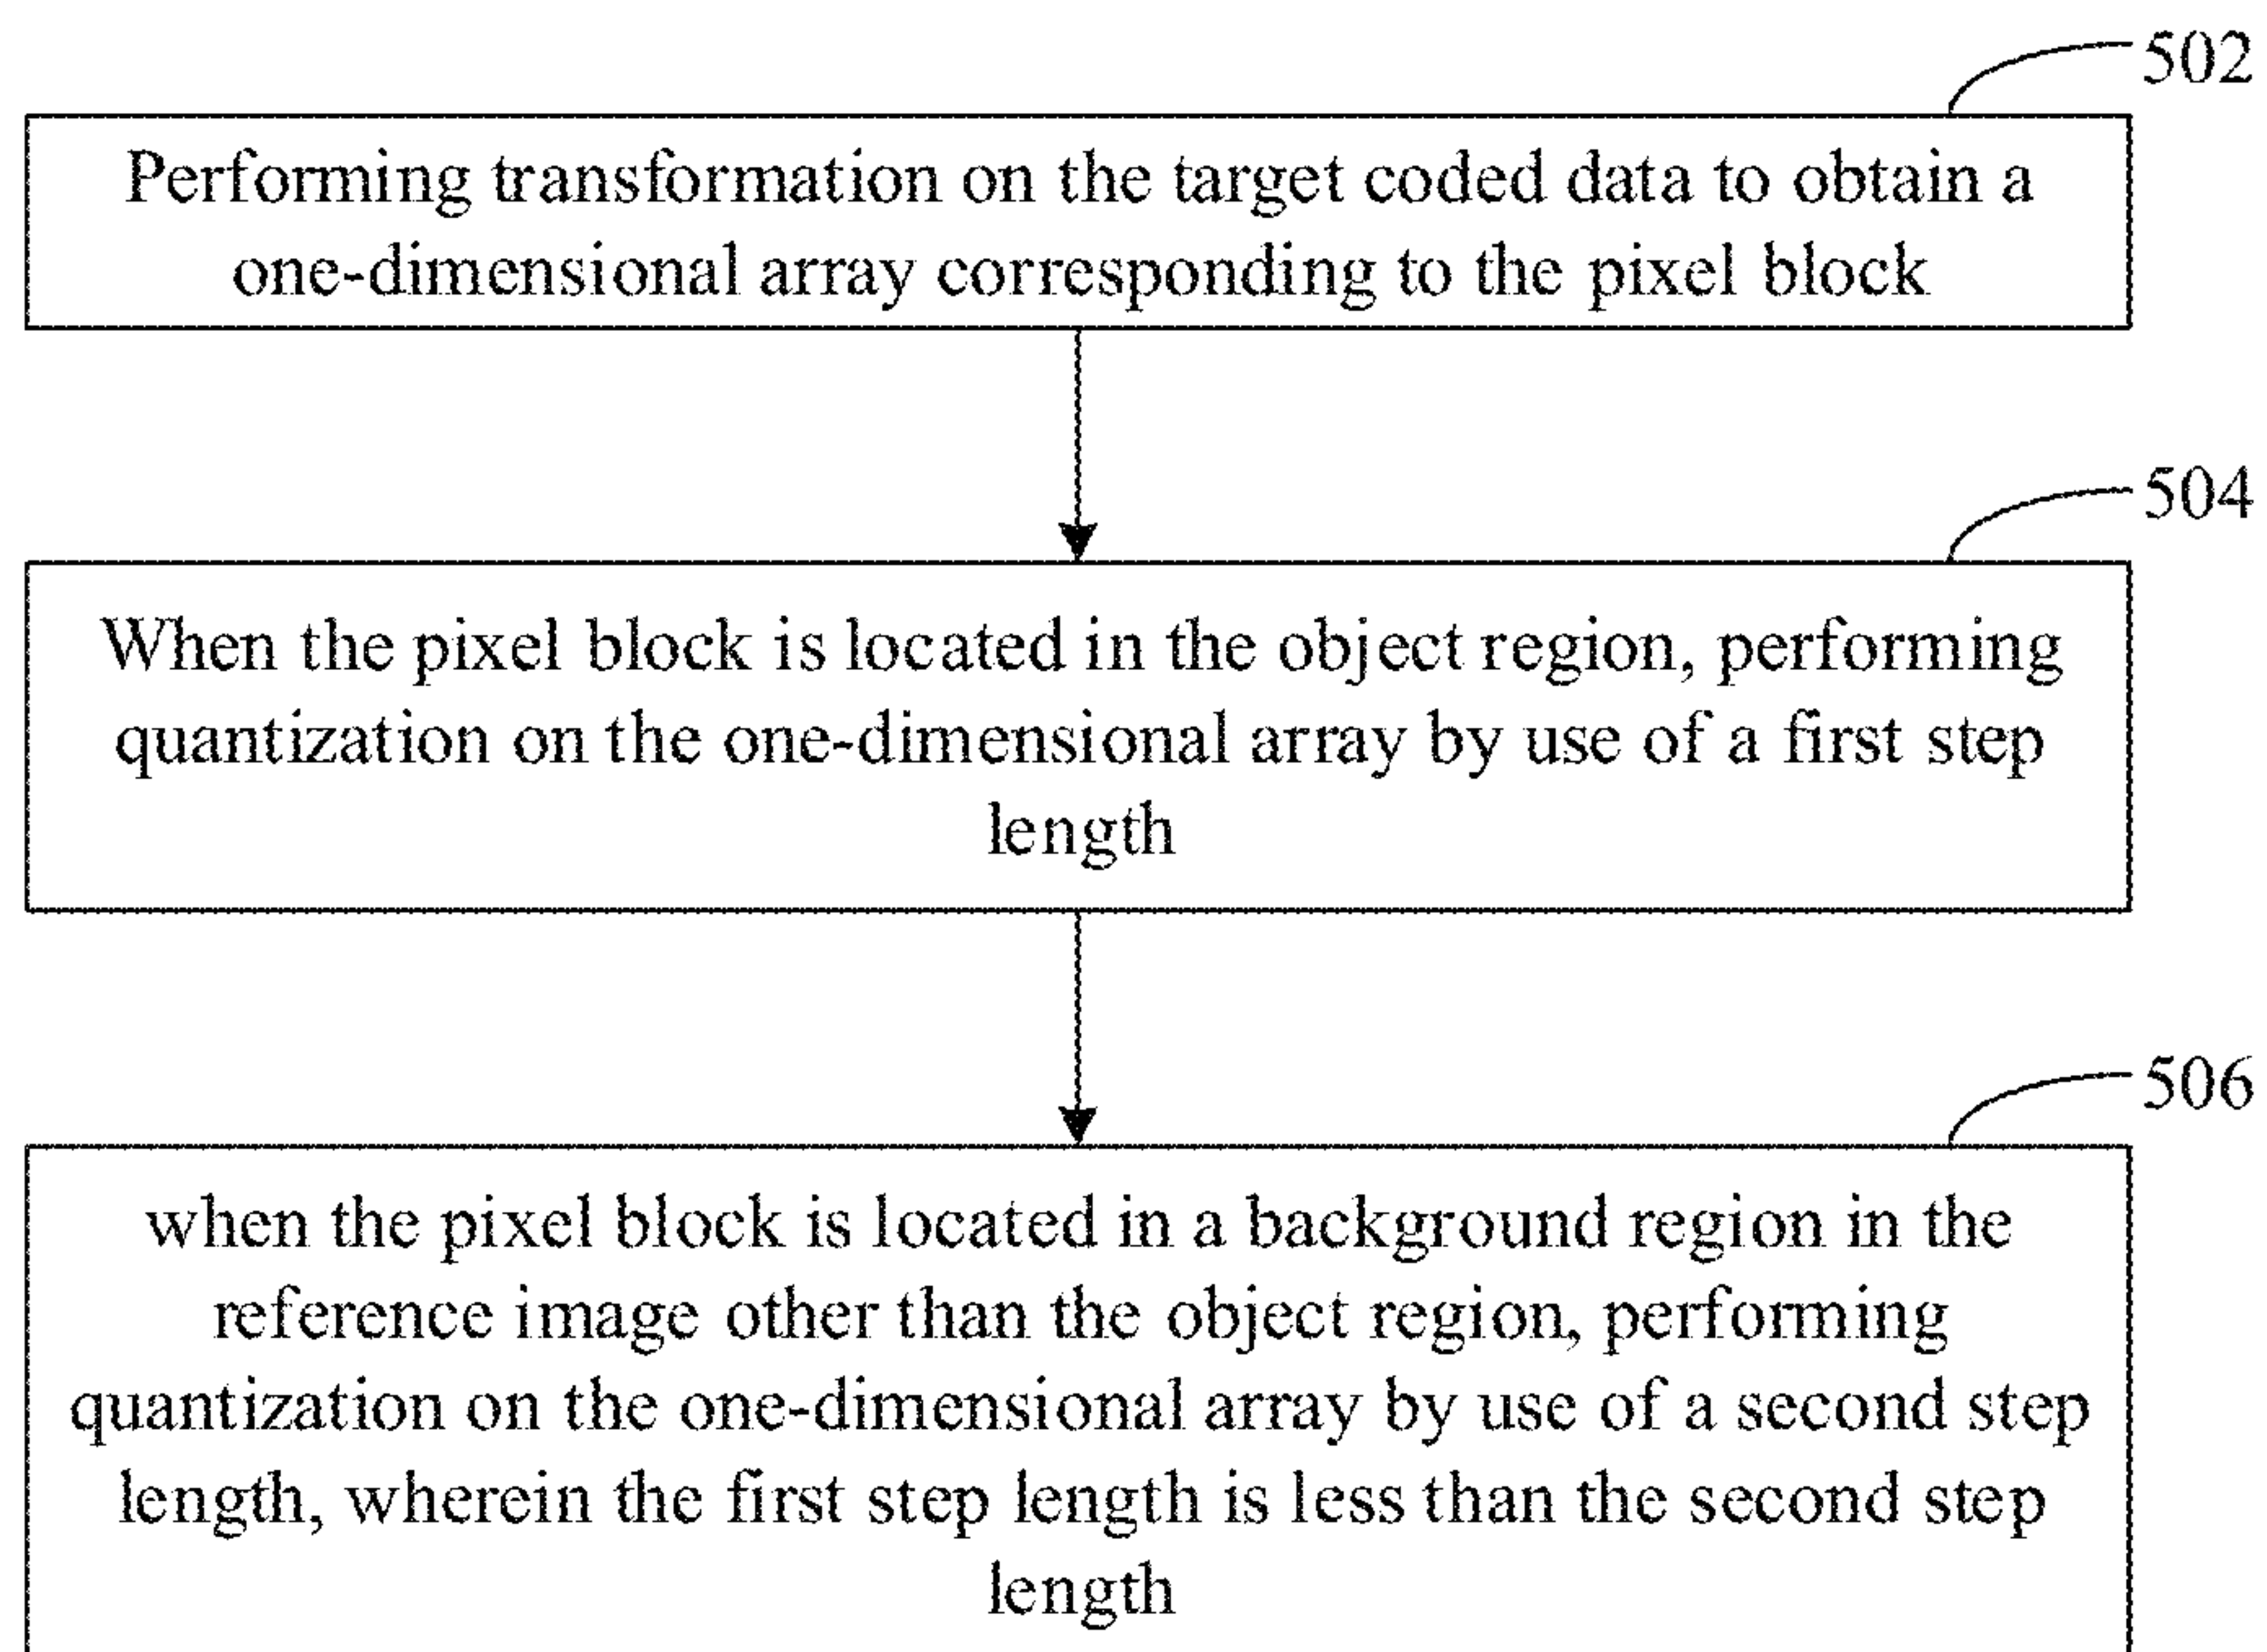 502
Performing transformation on the target coded data to obtain a
one-dimensional array corresponding to the pixel block
504
When the pixel block is located in the object region, performing
quantization on the one-dimensional array by use of a first step
length
506
when the pixel block is located in a background region in the
reference image other than the object region, performing
quantization on the one-dimensional array by use of a second step
length, wherein the first step length is less than the second step
length